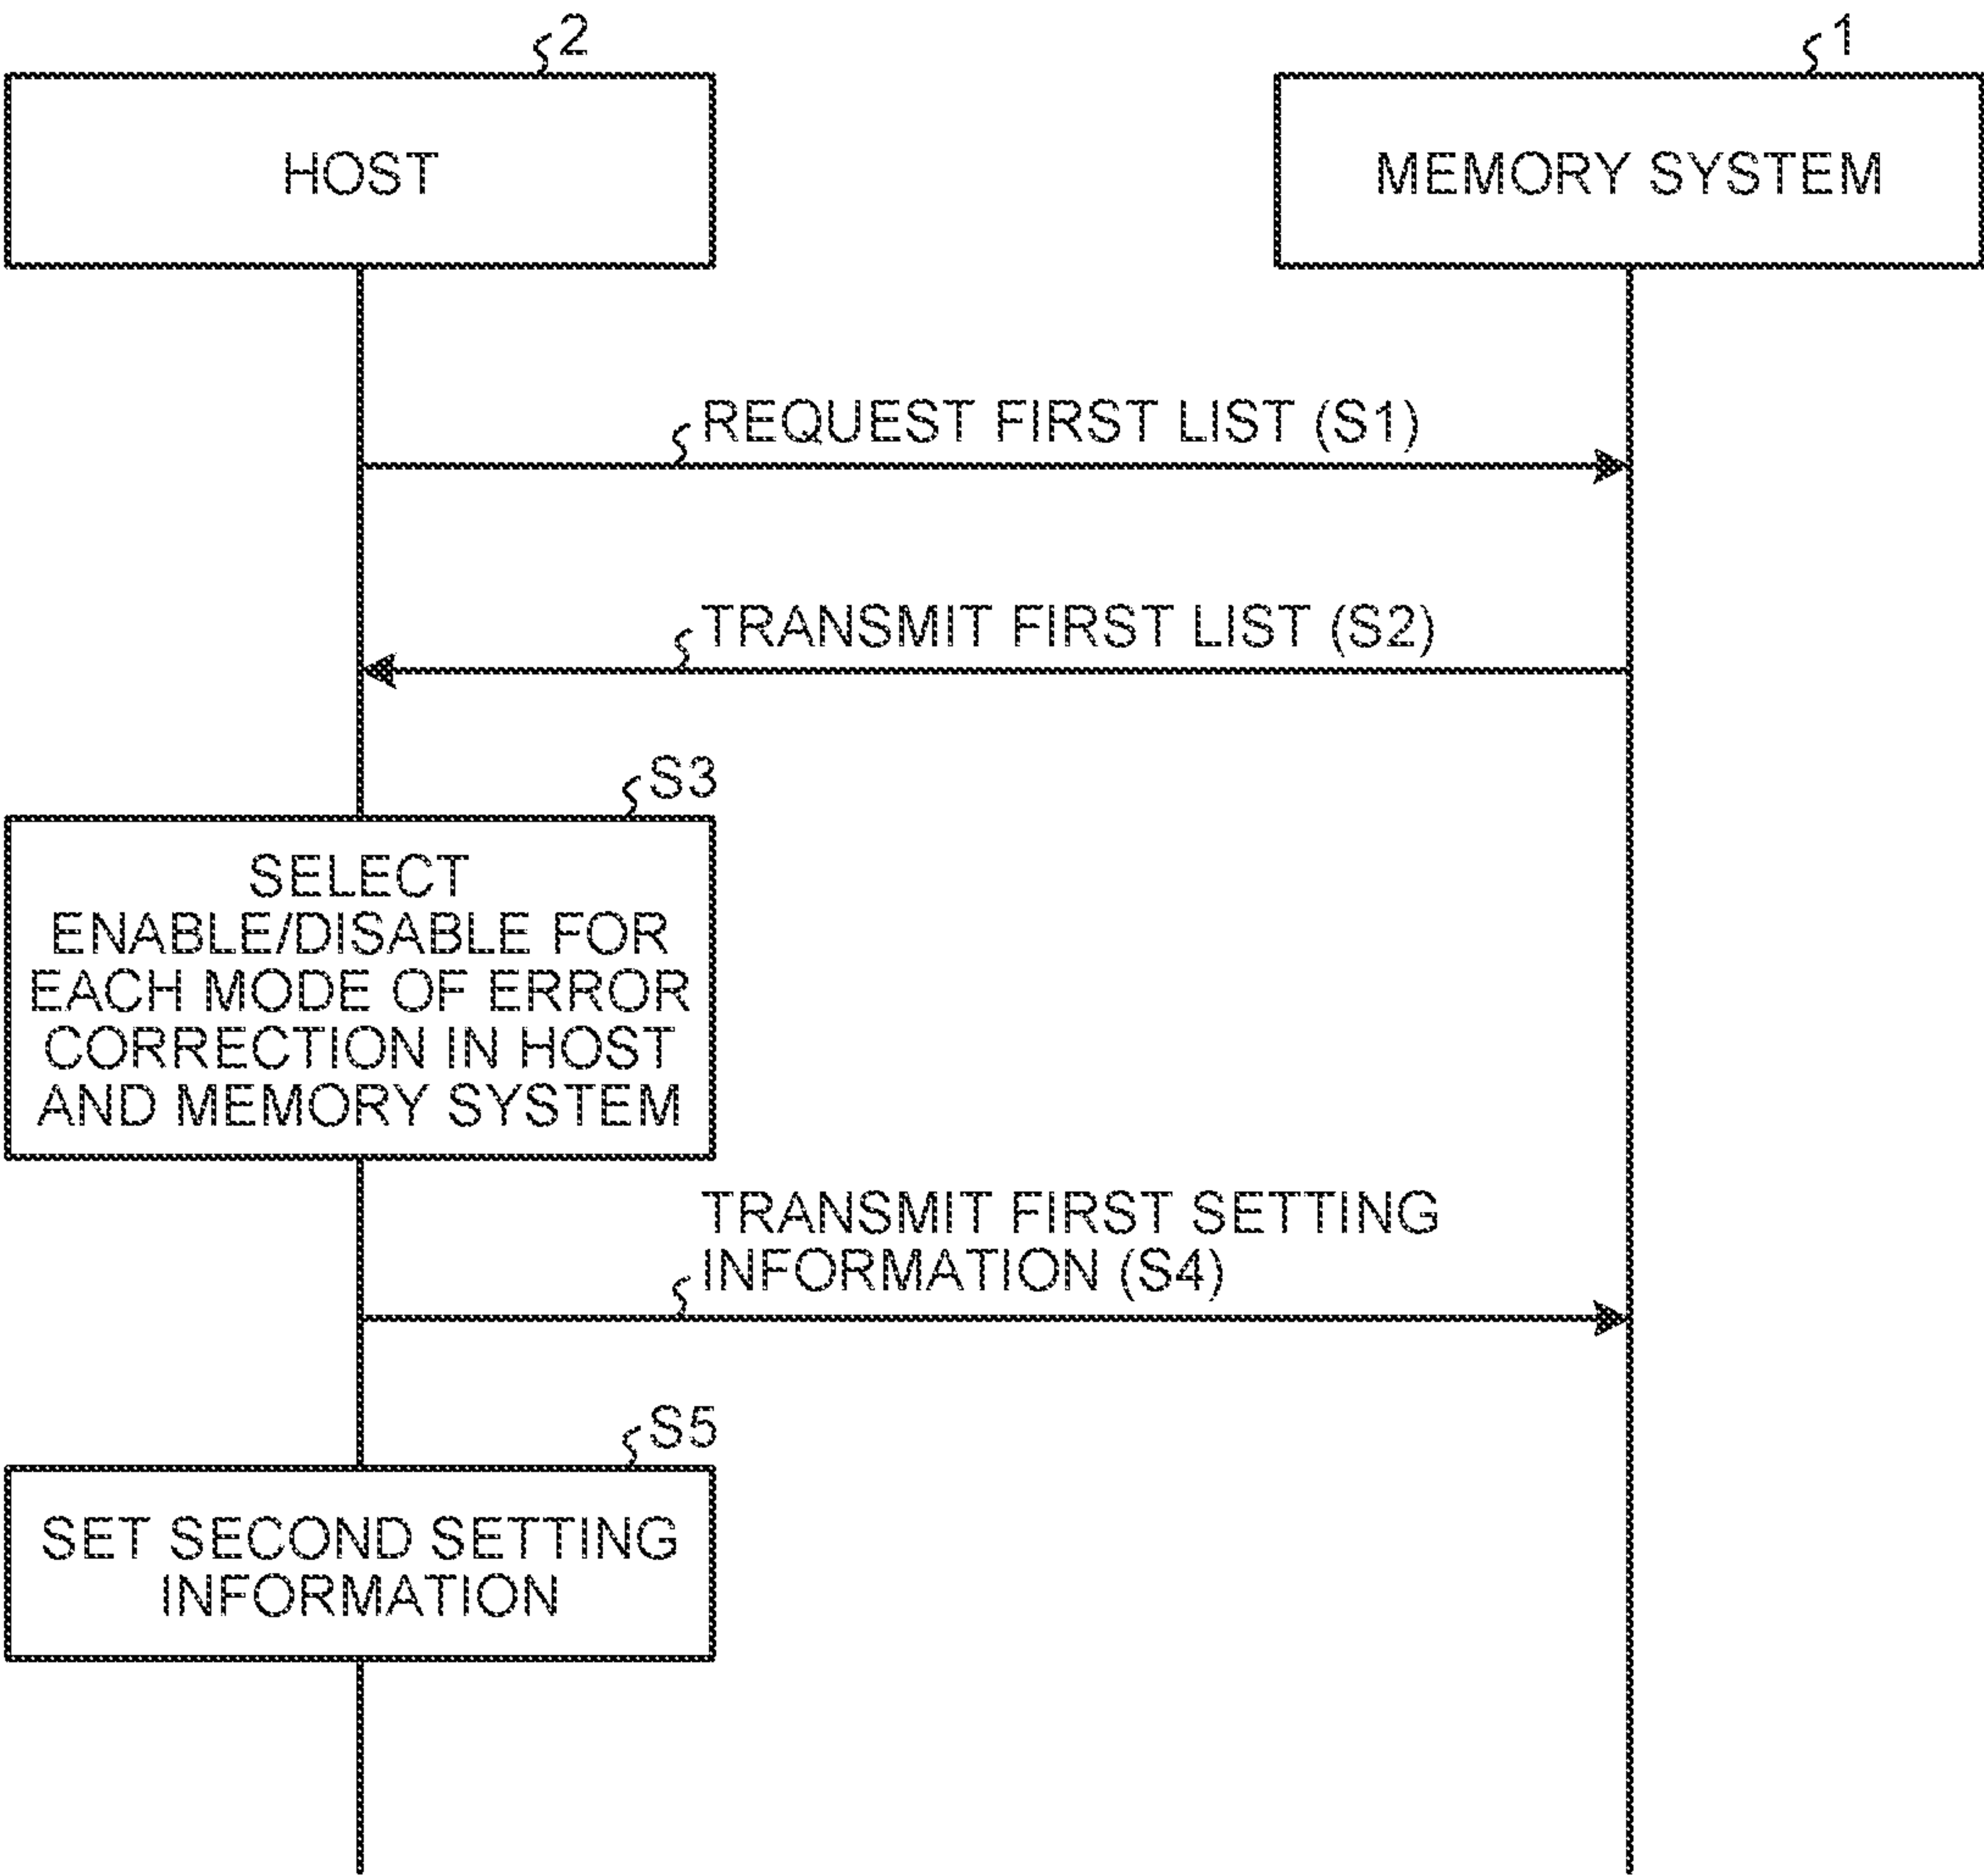 2
1
HOST
MEMORY SYSTEM
REQUEST FIRST LIST (S1)
TRANSMIT FIRST LIST (S2)
S3
SELECT
ENABLE/DISABLE FOR
EACH MODE OF ERROR
CORRECTION IN HOST
AND MEMORY SYSTEM
TRANSMIT FIRST SETTING
INFORMATION (S4)
S5
SET SECOND SETTING
INFORMATION